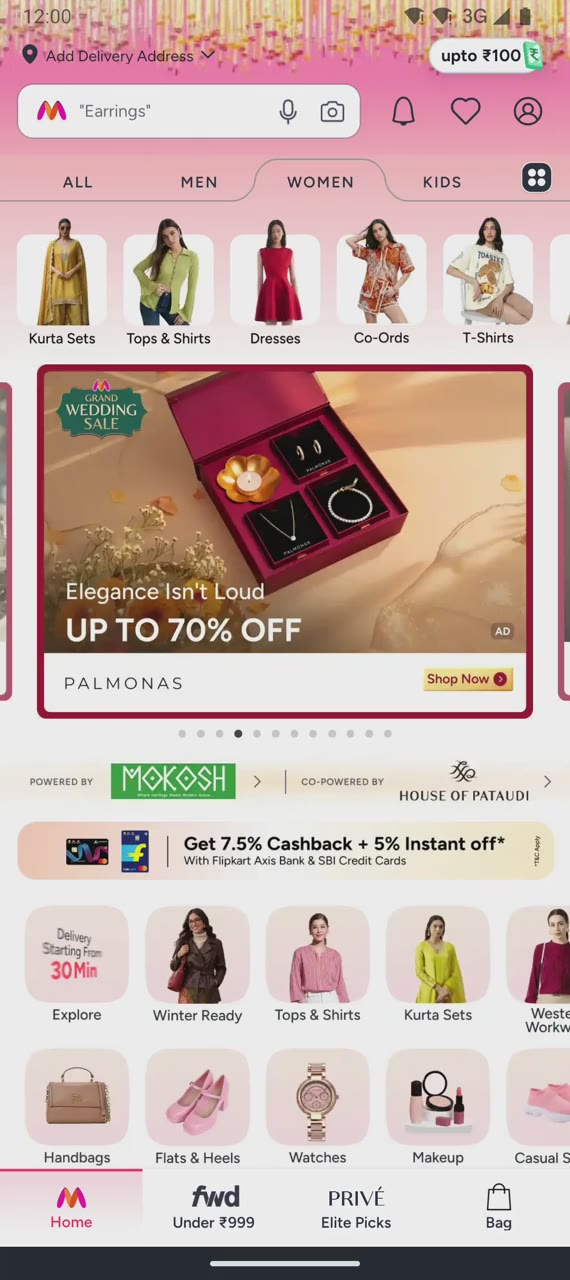 12:00
3G
Add Delivery Address
upto ₹100
₹
"Earrings"
ALL
MEN
WOMEN
KIDS
TOASTIE
Kurta Sets
Tops & Shirts
Dresses
Co-Ords
T-Shirts
GRAND
WEDDING
SALE
PALMONAS
PALMONAS
Elegance Isn't Loud
UP TO 70% OFF
AD
PALMONAS
Shop Now
POWERED BY
MOKOSH
CO-POWERED BY
HOUSE OF PATAUDI
Get 7.5% Cashback + 5% Instant off*
With Flipkart Axis Bank & SBI Credit Cards
*T&C Apply
Delivery
Starting From
30 Min
Explore
Winter Ready
Tops & Shirts
Kurta Sets
Weste
Workw
Handbags
Flats & Heels
Watches
Makeup
Casual S
Home
fwd
Under ₹999
PRIVÉ
Elite Picks
Bag